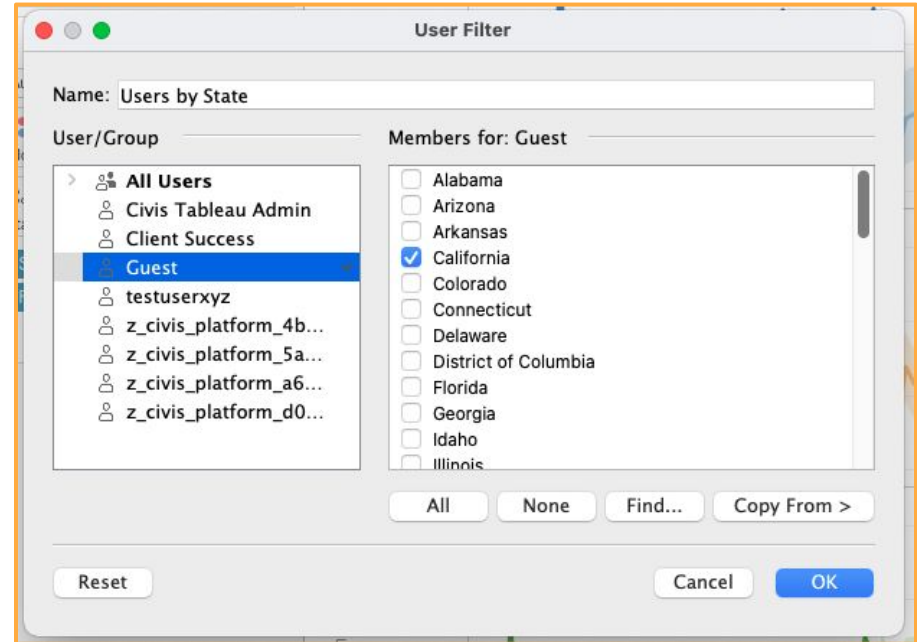 User Filter
Name: Users by State
User/Group
Members for: Guest
All Users
Civis Tableau Admin
Client Success
Guest
testuserxyz
z_civis_platform_4b...
z_civis_platform_5a...
z_civis_platform_a6...
z_civis_platform_d0...
Alabama
Arizona
Arkansas
California
Colorado
Connecticut
Delaware
District of Columbia
Florida
Georgia
Idaho
Illinois
All
None
Find...
Copy From >
Reset
Cancel
OK